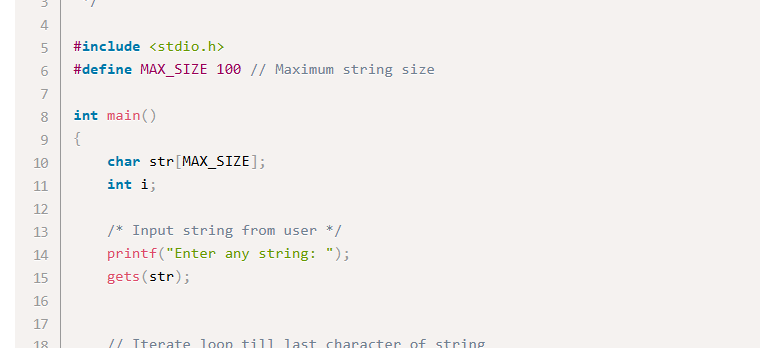 3 */
4
5 #include <stdio.h>
6 #define MAX_SIZE 100 // Maximum string size
7
8 int main()
9 {
10     char str[MAX_SIZE];
11     int i;
12
13     /* Input string from user */
14     printf("Enter any string: ");
15     gets(str);
16
17
18     // Iterate loop till last character of string